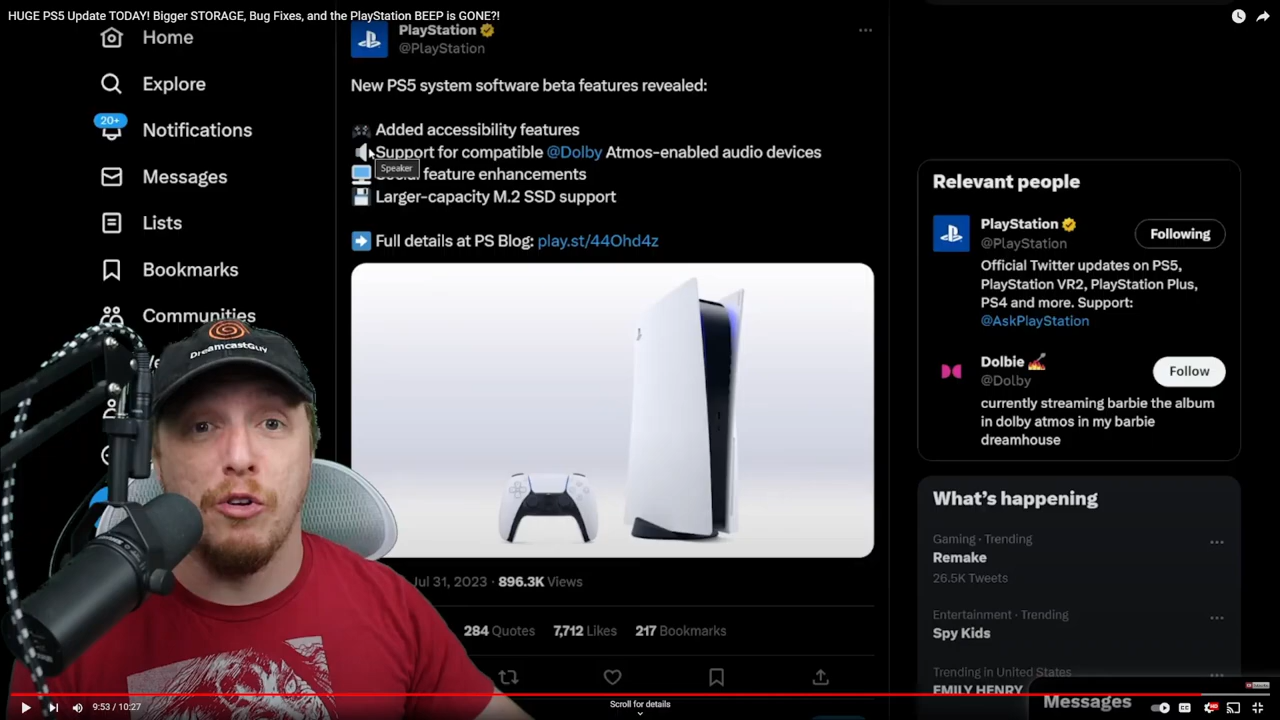 HUGE PS5 Update TODAY! Bigger STORAGE, Bug Fixes, and the PlayStation BEEP is GONE?!
Home
Explore
20+
Notifications
Messages
Lists
Bookmarks
Communities
PlayStation
@PlayStation
New PS5 system software beta features revealed:
Added accessibility features
Support for compatible @Dolby Atmos-enabled audio devices
Speaker
feature enhancements
Larger-capacity M.2 SSD support
Full details at PS Blog: play.st/44Ohd4z
Jul 31, 2023 · 896.3K Views
284 Quotes 7,712 Likes 217 Bookmarks
Relevant people
PlayStation
@PlayStation
Following
Official Twitter updates on PS5,
PlayStation VR2, PlayStation Plus,
PS4 and more. Support:
@AskPlayStation
Dolbie
@Dolby
Follow
currently streaming barbie the album
in dolby atmos in my barbie
dreamhouse
What's happening
Gaming · Trending
Remake
26.5K Tweets
Entertainment · Trending
Spy Kids
Trending in United States
EMILY HENRY
Messages
DreamcastGuy
9:53 / 10:27
Scroll for details